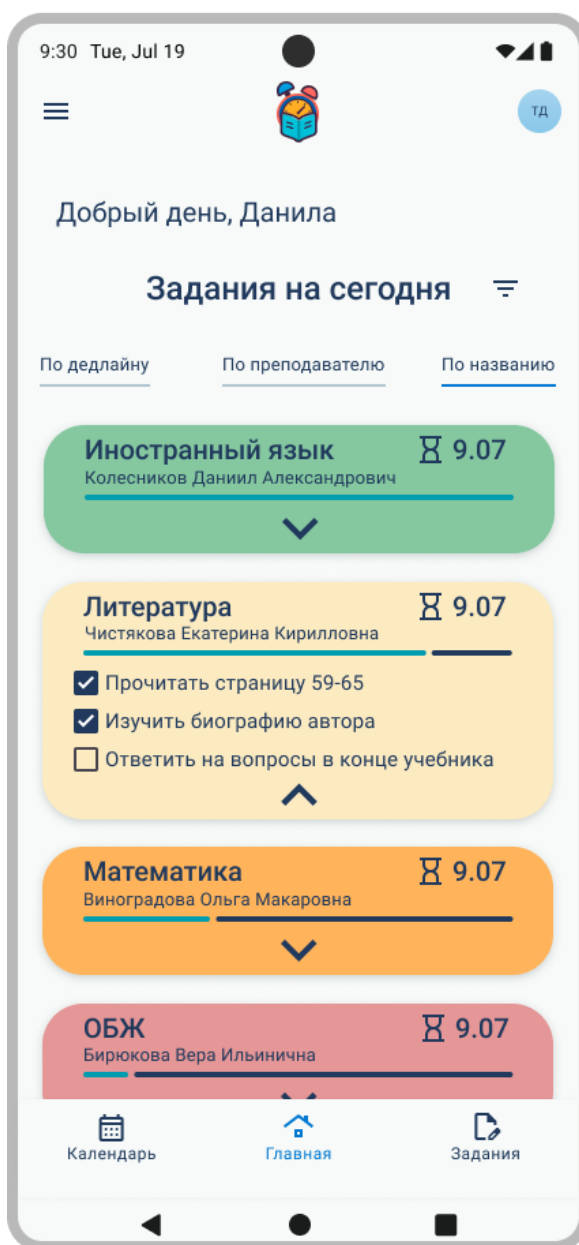 9:30 Tue, Jul 19
ТД
Добрый день, Данила
Задания на сегодня
По дедлайну По преподавателю По названию
Иностранный язык 9.07
Колесников Даниил Александрович
Литература 9.07
Чистякова Екатерина Кирилловна
Прочитать страницу 59-65
Изучить биографию автора
Ответить на вопросы в конце учебника
Математика 9.07
Виноградова Ольга Макаровна
ОБЖ 9.07
Бирюкова Вера Ильинична
Календарь Главная Задания